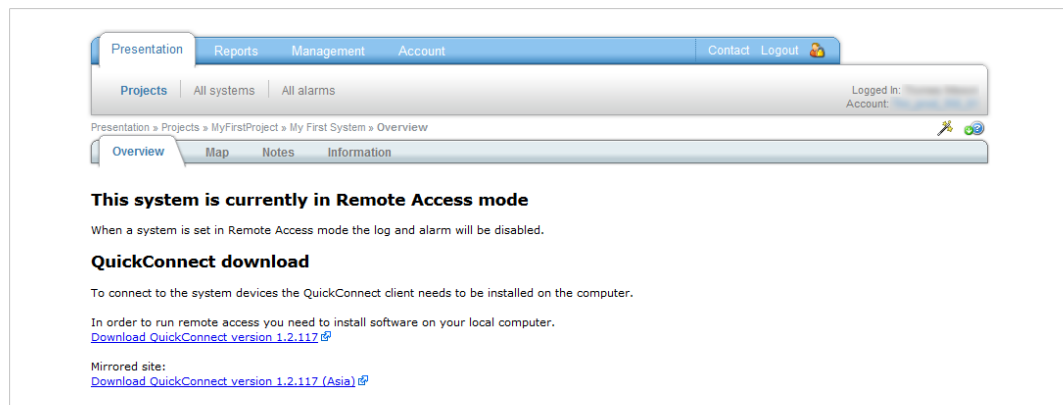 Presentation Reports Management Account Contact Logout
Projects All systems All alarms
Logged In:
Account:
Presentation » Projects » MyFirstProject » My First System » Overview
Overview Map Notes Information
This system is currently in Remote Access mode
When a system is set in Remote Access mode the log and alarm will be disabled.
QuickConnect download
To connect to the system devices the QuickConnect client needs to be installed on the computer.
In order to run remote access you need to install software on your local computer.
Download QuickConnect version 1.2.117
Mirrored site:
Download QuickConnect version 1.2.117 (Asia)